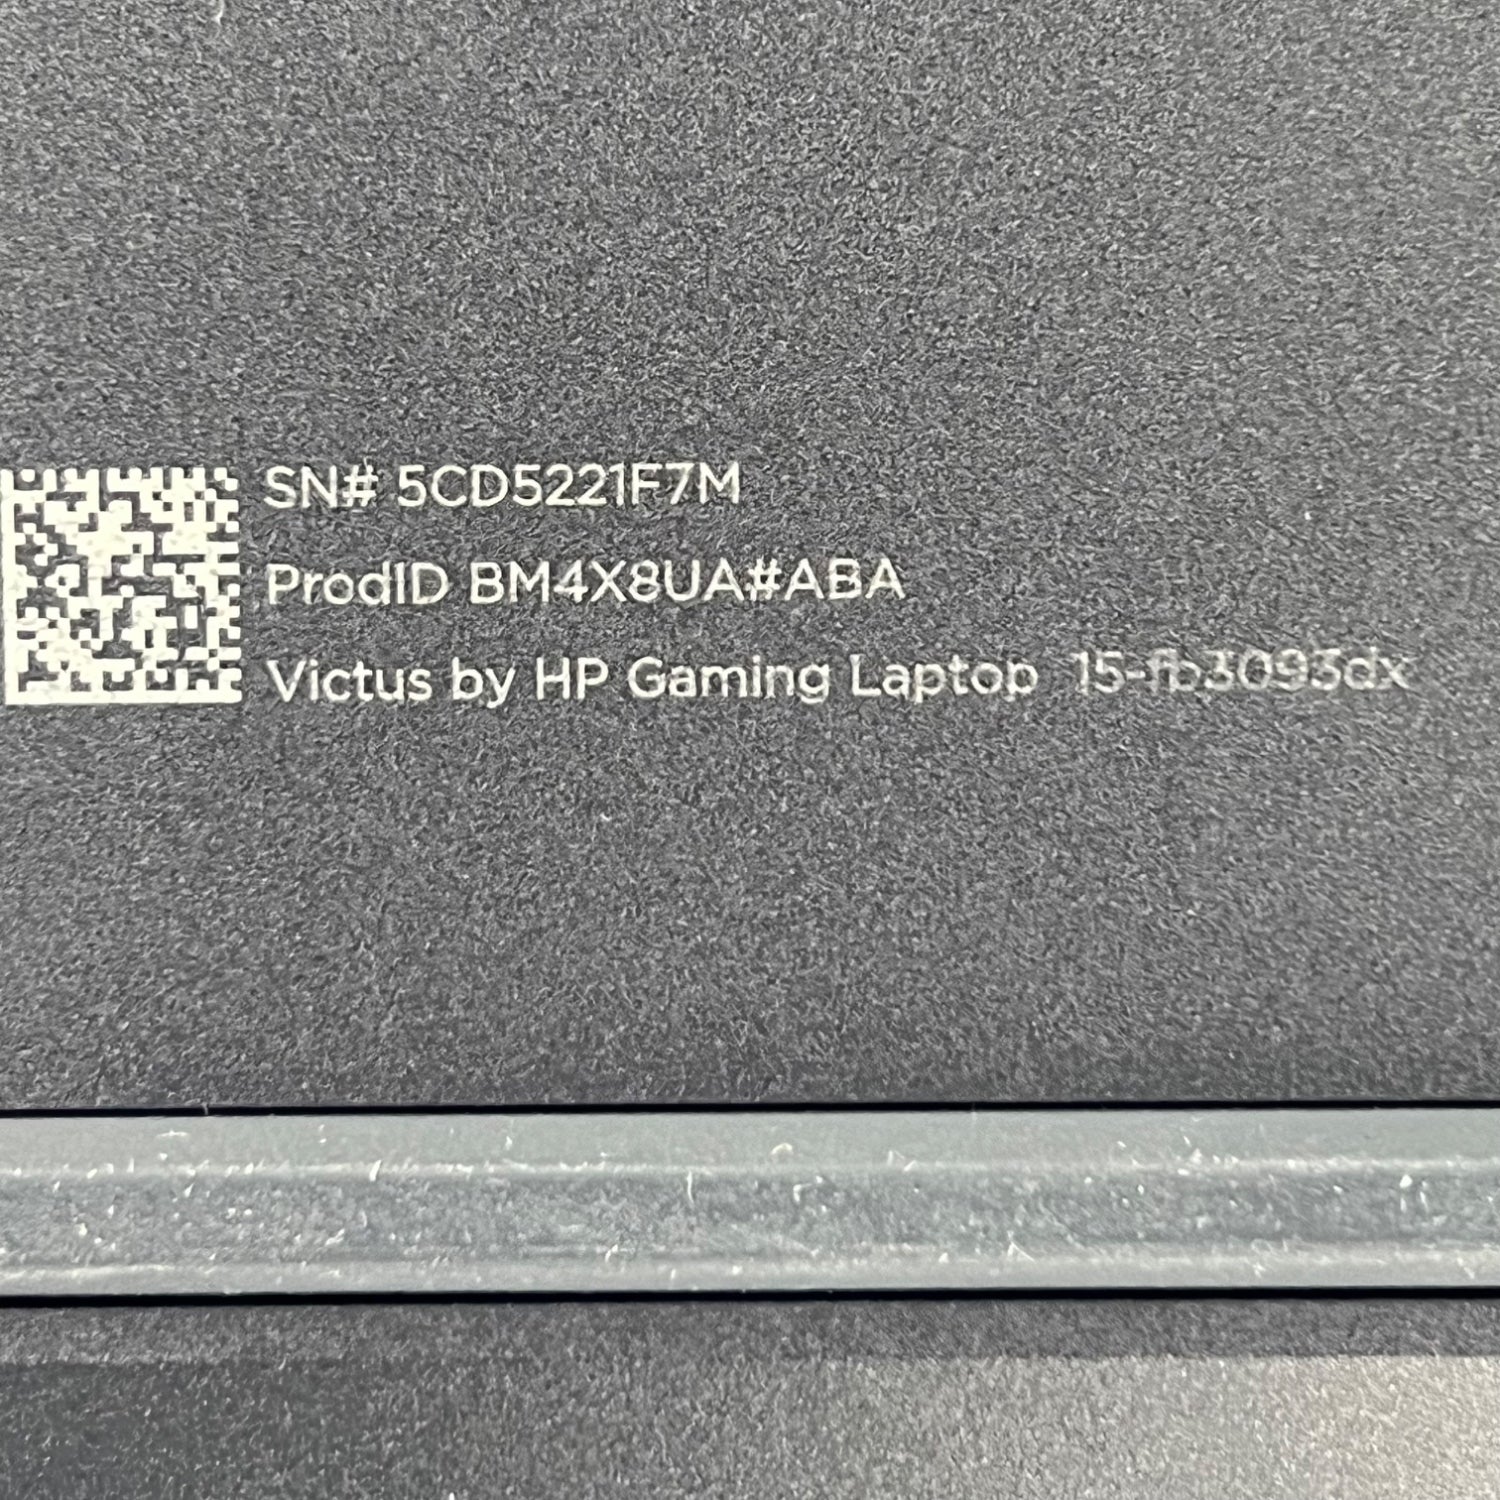 SN# 5CD5221F7M
ProdID BM4X8UA#ABA
Victus by HP Gaming Laptop 15-fb3093dx